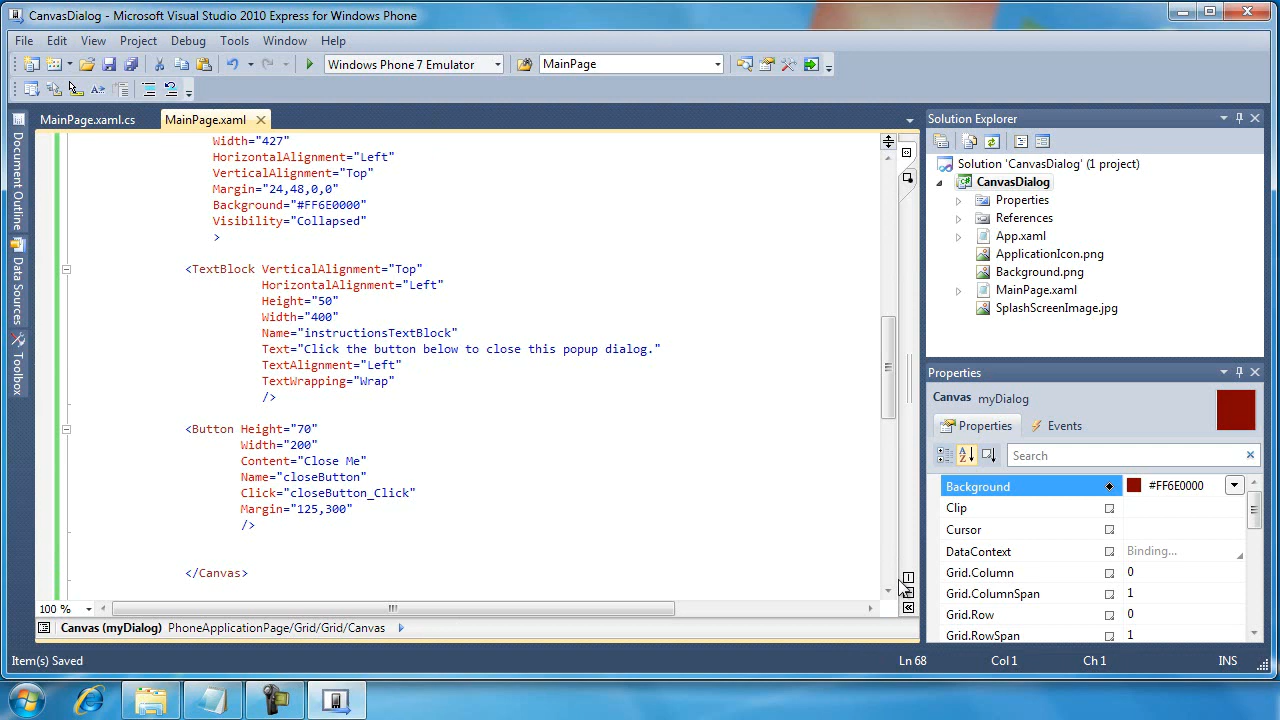 CanvasDialog - Microsoft Visual Studio 2010 Express for Windows Phone
File Edit View Project Debug Tools Window Help
Windows Phone 7 Emulator MainPage
MainPage.xaml.cs MainPage.xaml
Document Outline
Data Sources
Toolbox
Width="427"
HorizontalAlignment="Left"
VerticalAlignment="Top"
Margin="24,48,0,0"
Background="#FF6E0000"
Visibility="Collapsed"
>
<TextBlock VerticalAlignment="Top"
HorizontalAlignment="Left"
Height="50"
Width="400"
Name="instructionsTextBlock"
Text="Click the button below to close this popup dialog."
TextAlignment="Left"
TextWrapping="Wrap"
/>
<Button Height="70"
Width="200"
Content="Close Me"
Name="closeButton"
Click="closeButton_Click"
Margin="125,300"
/>
</Canvas>
100 %
Canvas (myDialog) PhoneApplicationPage/Grid/Grid/Canvas
Solution Explorer
Solution 'CanvasDialog' (1 project)
CanvasDialog
Properties
References
App.xaml
ApplicationIcon.png
Background.png
MainPage.xaml
SplashScreenImage.jpg
Properties
Canvas myDialog
Properties Events
Search
Background #FF6E0000
Clip
Cursor
DataContext Binding...
Grid.Column 0
Grid.ColumnSpan 1
Grid.Row 0
Grid.RowSpan 1
Item(s) Saved Ln 68 Col 1 Ch 1 INS